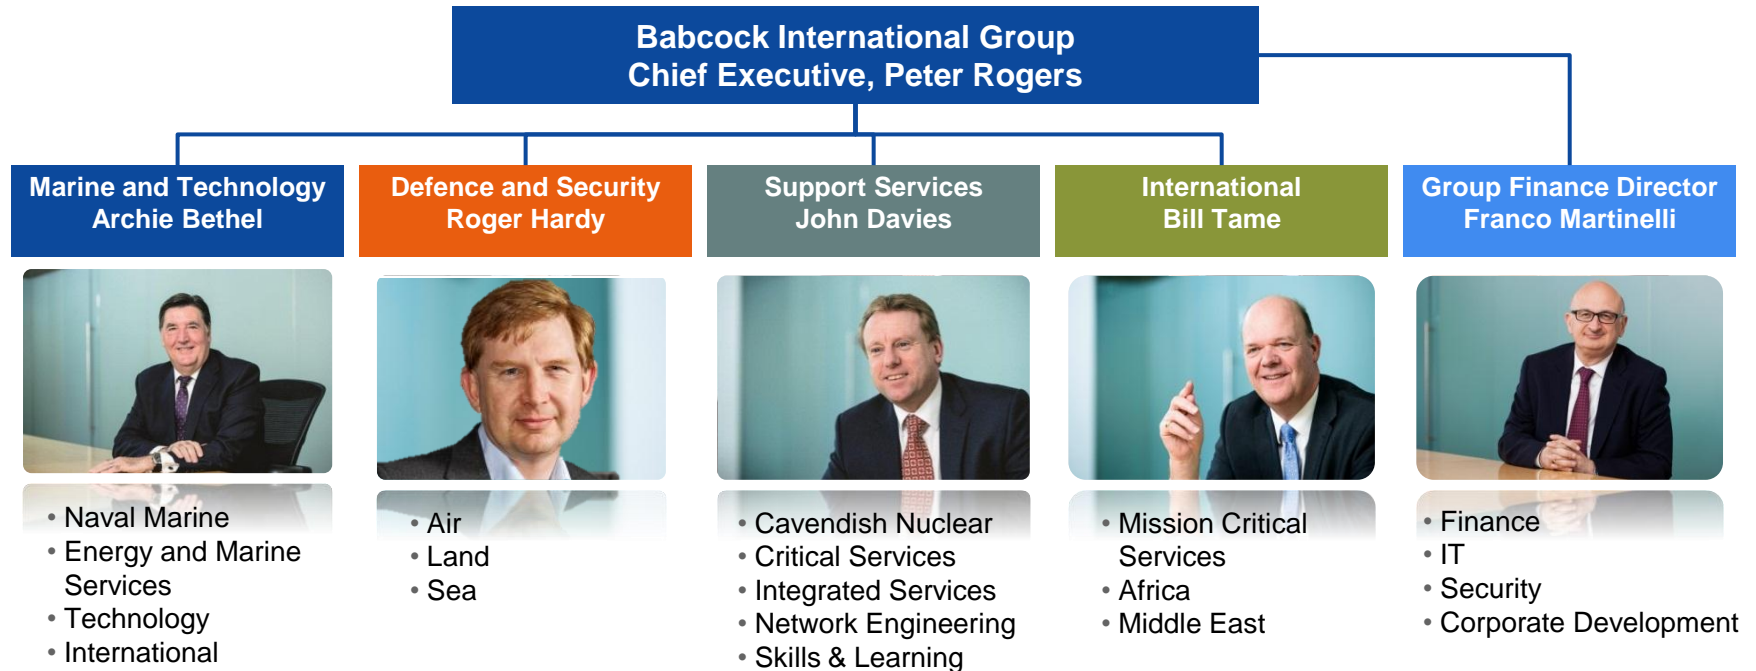 Babcock International Group
Chief Executive, Peter Rogers
Marine and Technology
Archie Bethel
Defence and Security
Roger Hardy
Support Services
John Davies
International
Bill Tame
Group Finance Director
Franco Martinelli
• Naval Marine
• Energy and Marine
Services
• Technology
• International
• Air
• Land
• Sea
• Cavendish Nuclear
• Critical Services
• Integrated Services
• Network Engineering
• Skills & Learning
• Mission Critical
Services
• Africa
• Middle East
• Finance
• IT
• Security
• Corporate Development